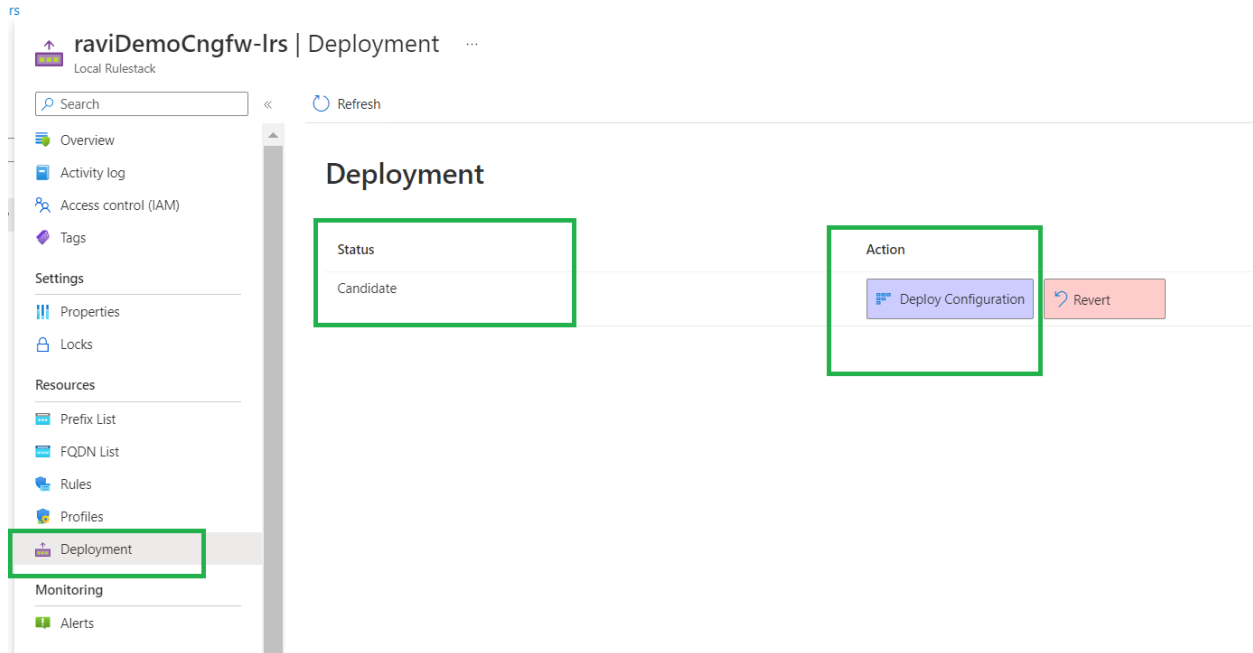 rs
raviDemoCngfw-lrs | Deployment ...
Local Rulestack
Search
«
Refresh
Overview
Activity log
Access control (IAM)
Tags
Settings
Properties
Locks
Resources
Prefix List
FQDN List
Rules
Profiles
Deployment
Monitoring
Alerts
Deployment
Status
Action
Candidate
Deploy Configuration
Revert